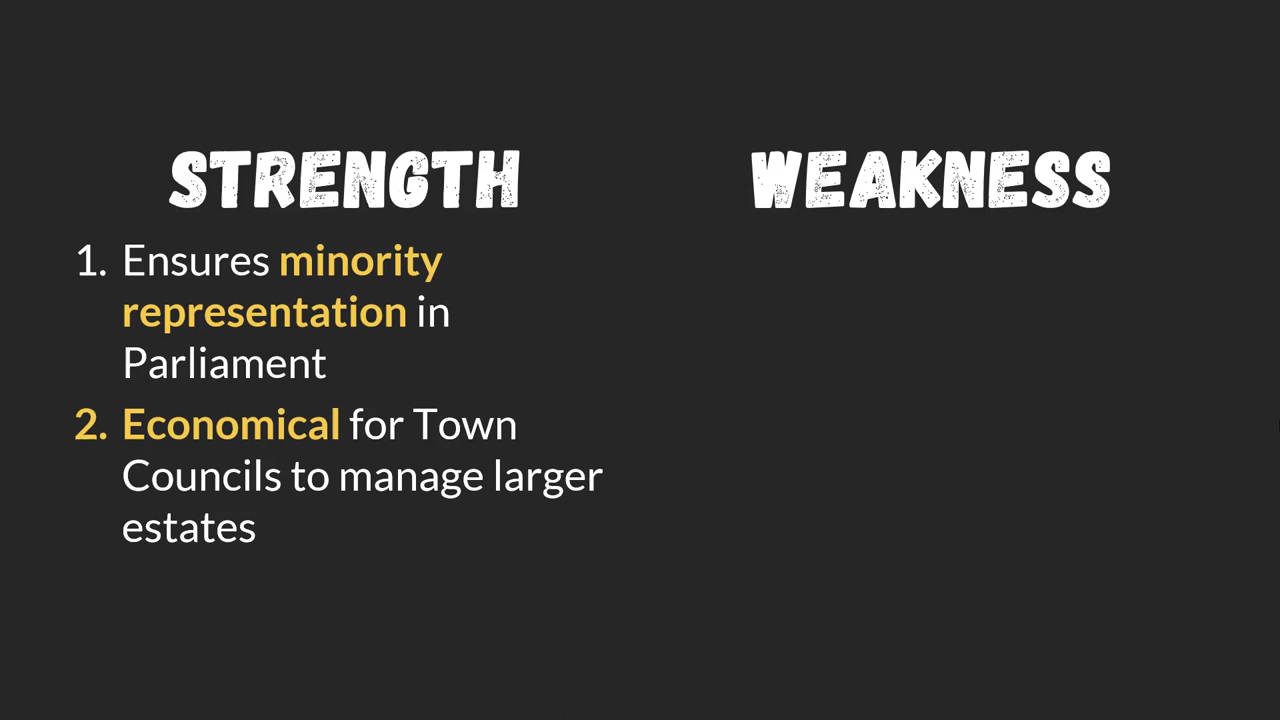 STRENGTH
WEAKNESS
1. Ensures minority
representation in
Parliament
2. Economical for Town
Councils to manage larger
estates